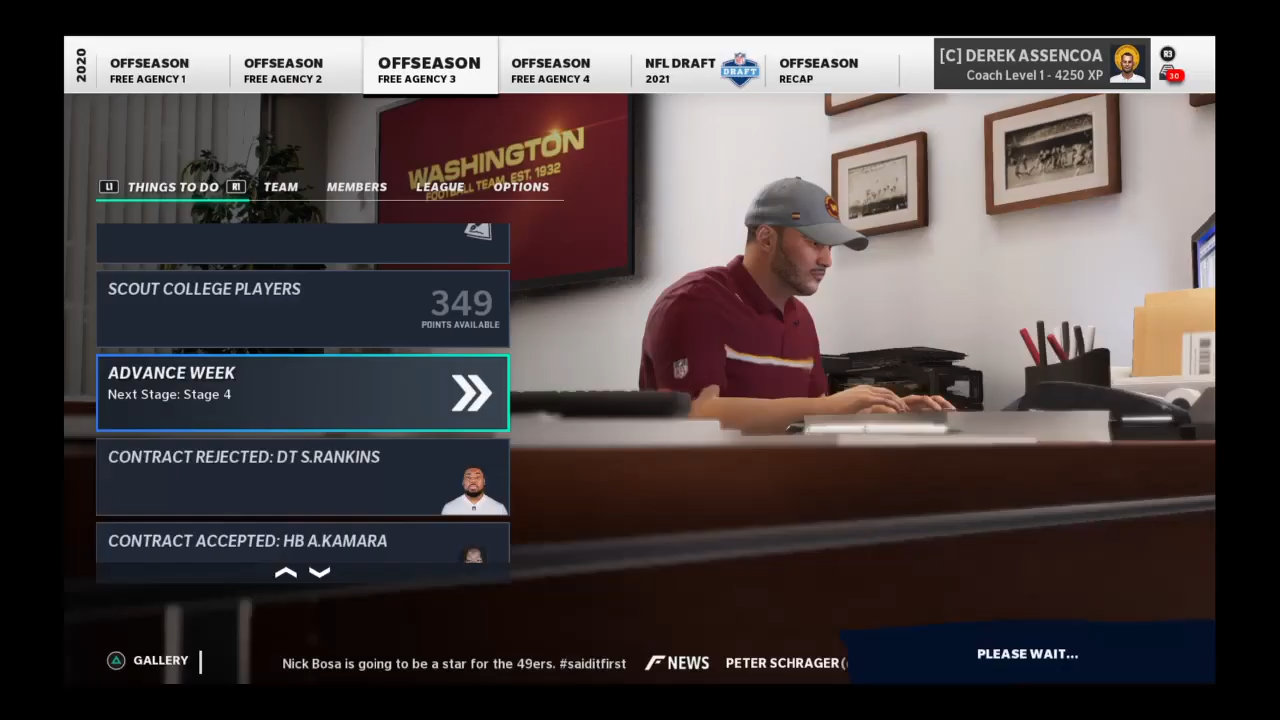 2020
OFFSEASON
FREE AGENCY 1
OFFSEASON
FREE AGENCY 2
OFFSEASON
FREE AGENCY 3
OFFSEASON
FREE AGENCY 4
NFL DRAFT
2021
DRAFT
OFFSEASON
RECAP
[C] DEREK ASSENCOA
Coach Level 1 - 4250 XP
R3
30
WASHINGTON
FOOTBALL TEAM, EST. 1932
L1 THINGS TO DO R1 TEAM MEMBERS LEAGUE OPTIONS
SCOUT COLLEGE PLAYERS
349
POINTS AVAILABLE
ADVANCE WEEK
Next Stage: Stage 4
CONTRACT REJECTED: DT S.RANKINS
CONTRACT ACCEPTED: HB A.KAMARA
GALLERY
Nick Bosa is going to be a star for the 49ers. #saiditfirst
NEWS
PETER SCHRAGER (
PLEASE WAIT...